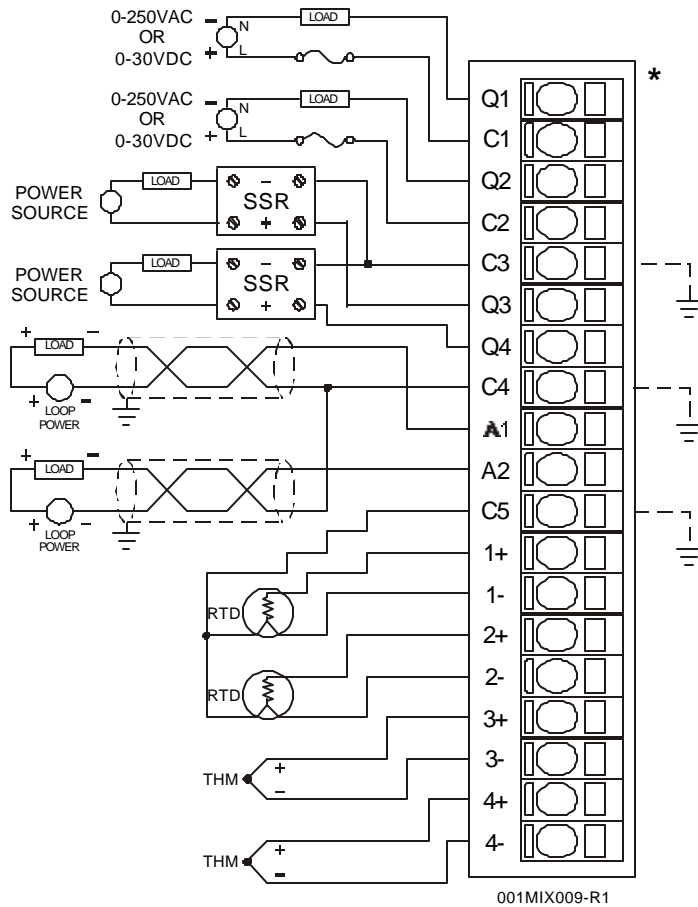 0-250VAC
OR
0-30VDC
-
+
N
L
LOAD
0-250VAC
OR
0-30VDC
-
+
N
L
LOAD
POWER
SOURCE
LOAD
-
SSR
+
POWER
SOURCE
LOAD
-
SSR
+
+
-
LOAD
+
-
LOOP
POWER
+
-
LOAD
+
-
LOOP
POWER
RTD
RTD
THM
+
-
THM
+
-
*
Q1
C1
Q2
C2
C3
Q3
Q4
C4
A1
A2
C5
1+
1-
2+
2-
3+
3-
4+
4-
001MIX009-R1